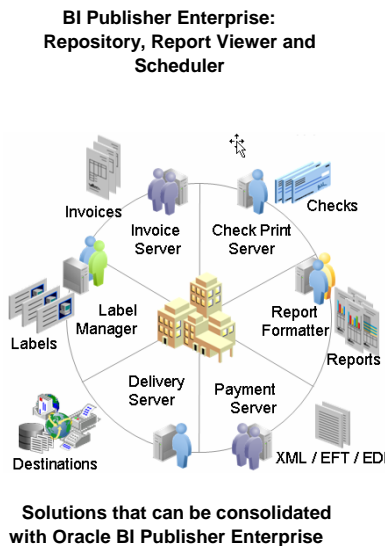 BI Publisher Enterprise:
Repository, Report Viewer and
Scheduler
Invoices
Checks
Invoice
Server
Check Print
Server
Label
Manager
Report
Formatter
Labels
Reports
Delivery
Server
Payment
Server
Destinations
XML / EFT / EDI
Solutions that can be consolidated
with Oracle BI Publisher Enterprise